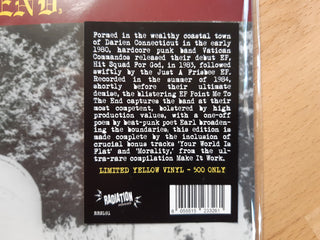 END,
Formed in the wealthy coastal town
of Darien Connecticut in the early
1980, hardcore punk band Vatican
Commandos released their debut EP,
Hit Squad For God, in 1983, followed
swiftly by the Just A Frisbee EP.
Recorded in the summer of 1984,
shortly before their ultimate
demise, the blistering EP Point Me To
The End captures the band at their
most competent, bolstered by high
production values, with a one-off
poem by beat-punk poet Earl broaden-
ing the boundaries, this edition is
made complete by the inclusion of
crucial bonus tracks 'Your World Is
Flat' and 'Morality,' from the ul-
tra-rare compilation Make It Work.
LIMITED YELLOW VINYL - 500 ONLY
RADIATION